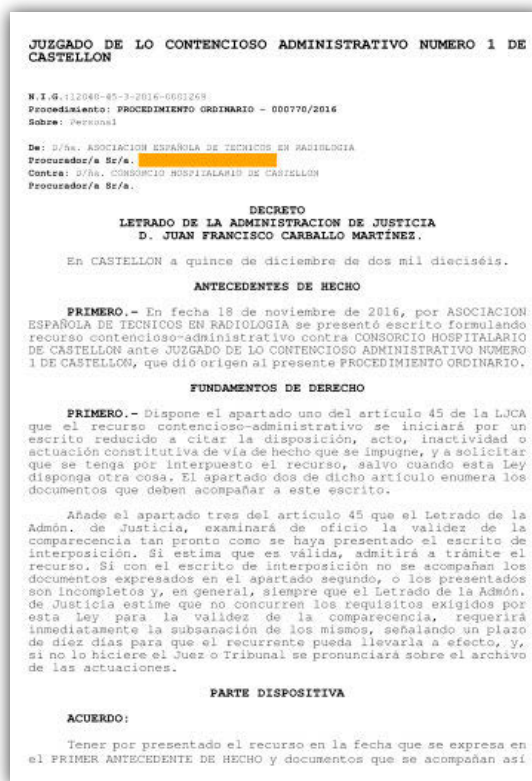 JUZGADO DE LO CONTENCIOSO ADMINISTRATIVO NUMERO 1 DE
CASTELLON
N.I.G.:12040-45-3-2016-0001269
Procedimiento: PROCEDIMIENTO ORDINARIO - 000770/2016
Sobre: Personal
De: D/ña. ASOCIACION ESPAÑOLA DE TECNICOS EN RADIOLOGIA
Procurador/a Sr/a.
Contra: D/ña. CONSORCIO HOSPITALARIO DE CASTELLON
Procurador/a Sr/a.
DECRETO
LETRADO DE LA ADMINISTRACION DE JUSTICIA
D. JUAN FRANCISCO CARBALLO MARTÍNEZ.
En CASTELLON a quince de diciembre de dos mil dieciséis.
ANTECEDENTES DE HECHO
PRIMERO.- En fecha 18 de noviembre de 2016, por ASOCIACION
ESPAÑOLA DE TECNICOS EN RADIOLOGIA se presentó escrito formulando
recurso contencioso-administrativo contra CONSORCIO HOSPITALARIO
DE CASTELLON ante JUZGADO DE LO CONTENCIOSO ADMINISTRATIVO NUMERO
1 DE CASTELLON, que dió origen al presente PROCEDIMIENTO ORDINARIO.
FUNDAMENTOS DE DERECHO
PRIMERO.- Dispone el apartado uno del artículo 45 de la LJCA
que el recurso contencioso-administrativo se iniciará por un
escrito reducido a citar la disposición, acto, inactividad o
actuación constitutiva de vía de hecho que se impugne, y a solicitar
que se tenga por interpuesto el recurso, salvo cuando esta Ley
disponga otra cosa. El apartado dos de dicho artículo enumera los
documentos que deben acompañar a este escrito.
Añade el apartado tres del artículo 45 que el Letrado de la
Admón. de Justicia, examinará de oficio la validez de la
comparecencia tan pronto como se haya presentado el escrito de
interposición. Si estima que es válida, admitirá a trámite el
recurso. Si con el escrito de interposición no se acompañan los
documentos expresados en el apartado segundo, o los presentados
son incompletos y, en general, siempre que el Letrado de la Admón.
de Justicia estime que no concurren los requisitos exigidos por
esta Ley para la validez de la comparecencia, requerirá
inmediatamente la subsanación de los mismos, señalando un plazo
de diez días para que el recurrente pueda llevarla a efecto, y,
si no lo hiciere el Juez o Tribunal se pronunciará sobre el archivo
de las actuaciones.
PARTE DISPOSITIVA
ACUERDO:
Tener por presentado el recurso en la fecha que se expresa en
el PRIMER ANTECEDENTE DE HECHO y documentos que se acompañan así